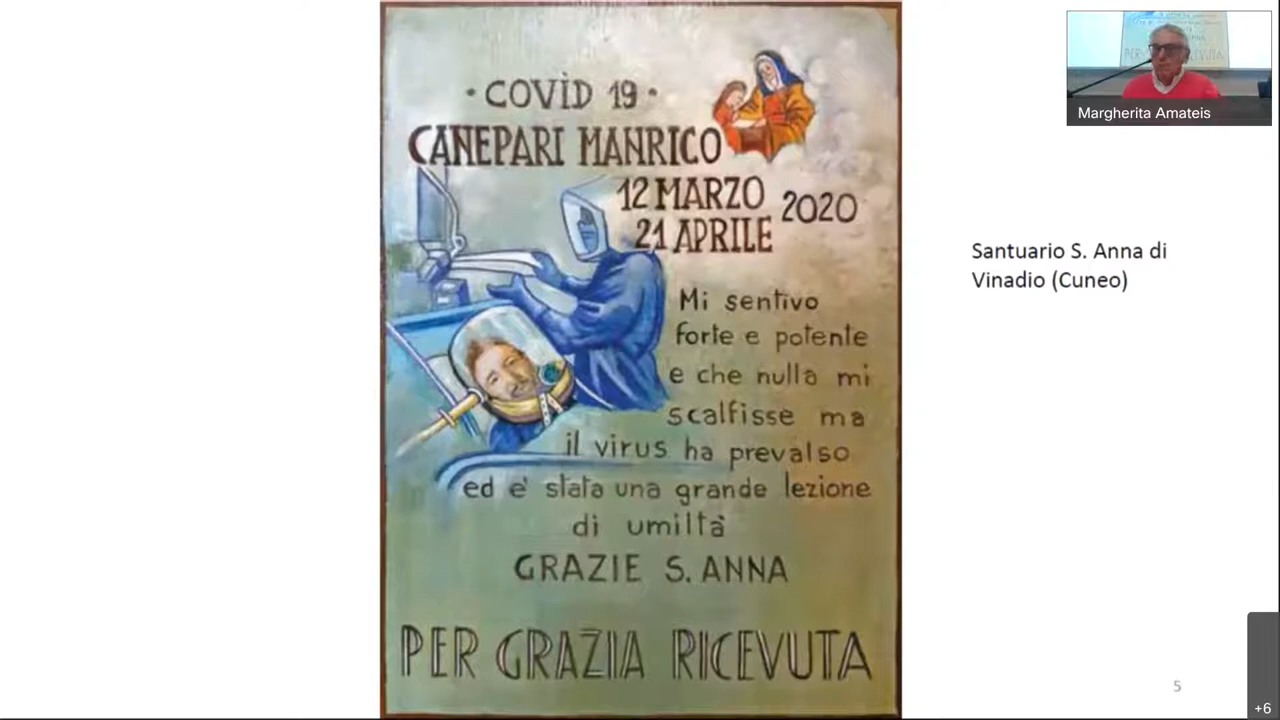 · COVÌD 19 ·
CANEPARI MANRICO
12 MARZO
21 APRILE
2020
Mi sentivo
forte e potente
e che nulla mi
scalfisse ma
il virus ha prevalso
ed e' stata una grande lezione
di umiltà
GRAZIE S. ANNA
PER GRAZIA RICEVUTA
Santuario S. Anna di
Vinadio (Cuneo)
Margherita Amateis
5
+6